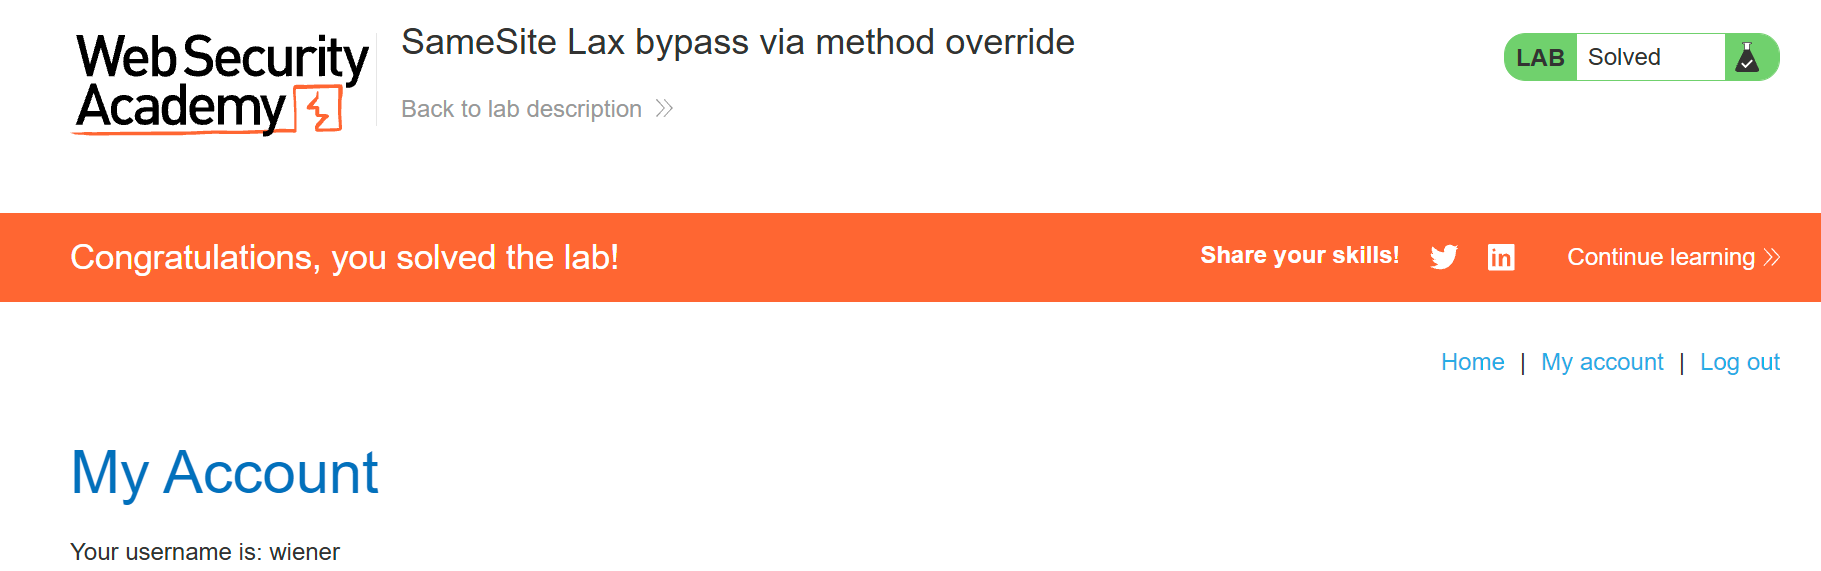 Web Security
Academy
SameSite Lax bypass via method override
Back to lab description
LAB Solved
Congratulations, you solved the lab!
Share your skills!
Continue learning
Home | My account | Log out
My Account
Your username is: wiener